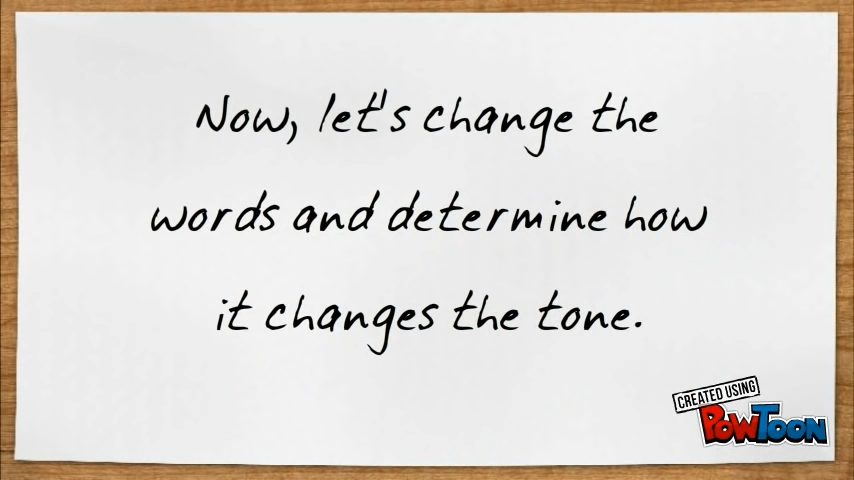 Now, let's change the
words and determine how
it changes the tone.
CREATED USING
POWTOON